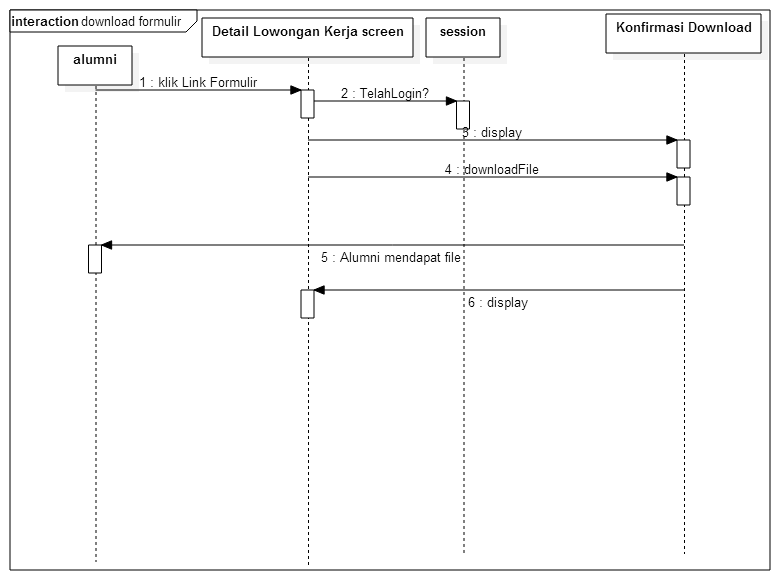 interaction download formulir
Detail Lowongan Kerja screen
session
Konfirmasi Download
alumni
1 : klik Link Formulir
2 : TelahLogin?
3 : display
4 : downloadFile
5 : Alumni mendapat file
6 : display